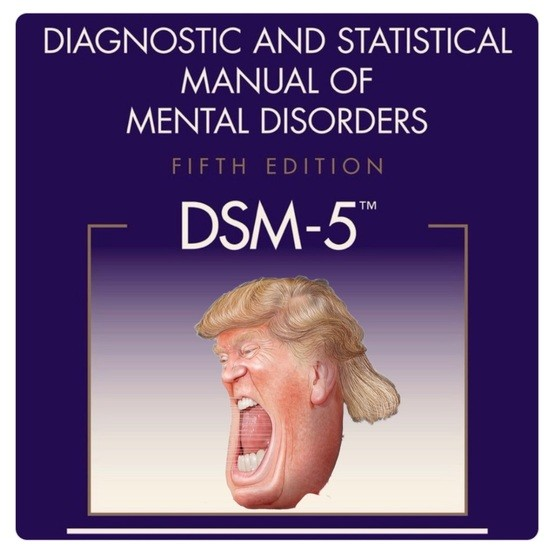 DIAGNOSTIC AND STATISTICAL
MANUAL OF
MENTAL DISORDERS
FIFTH EDITION
DSM-5™